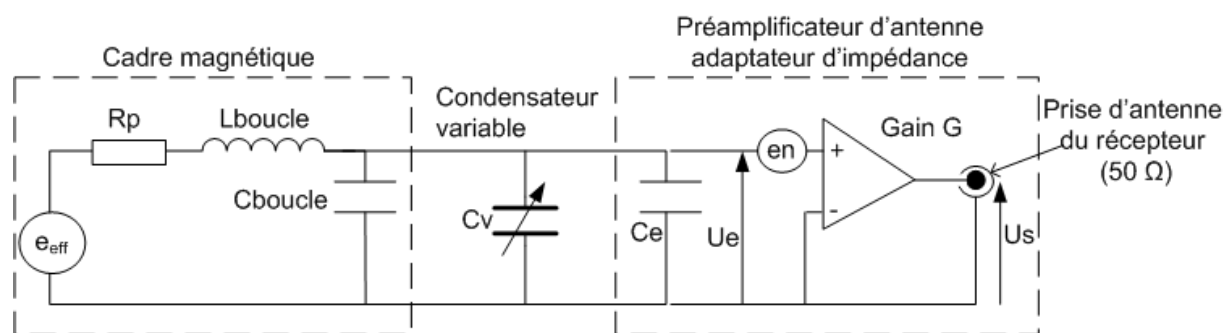 Préamplificateur d'antenne
adaptateur d'impédance
Cadre magnétique
Condensateur
variable
Prise d'antenne
du récepteur
(50 Ω)
Rp
Lboucle
Cboucle
eeff
Cv
Ce
Ue
en
+
-
Gain G
Us